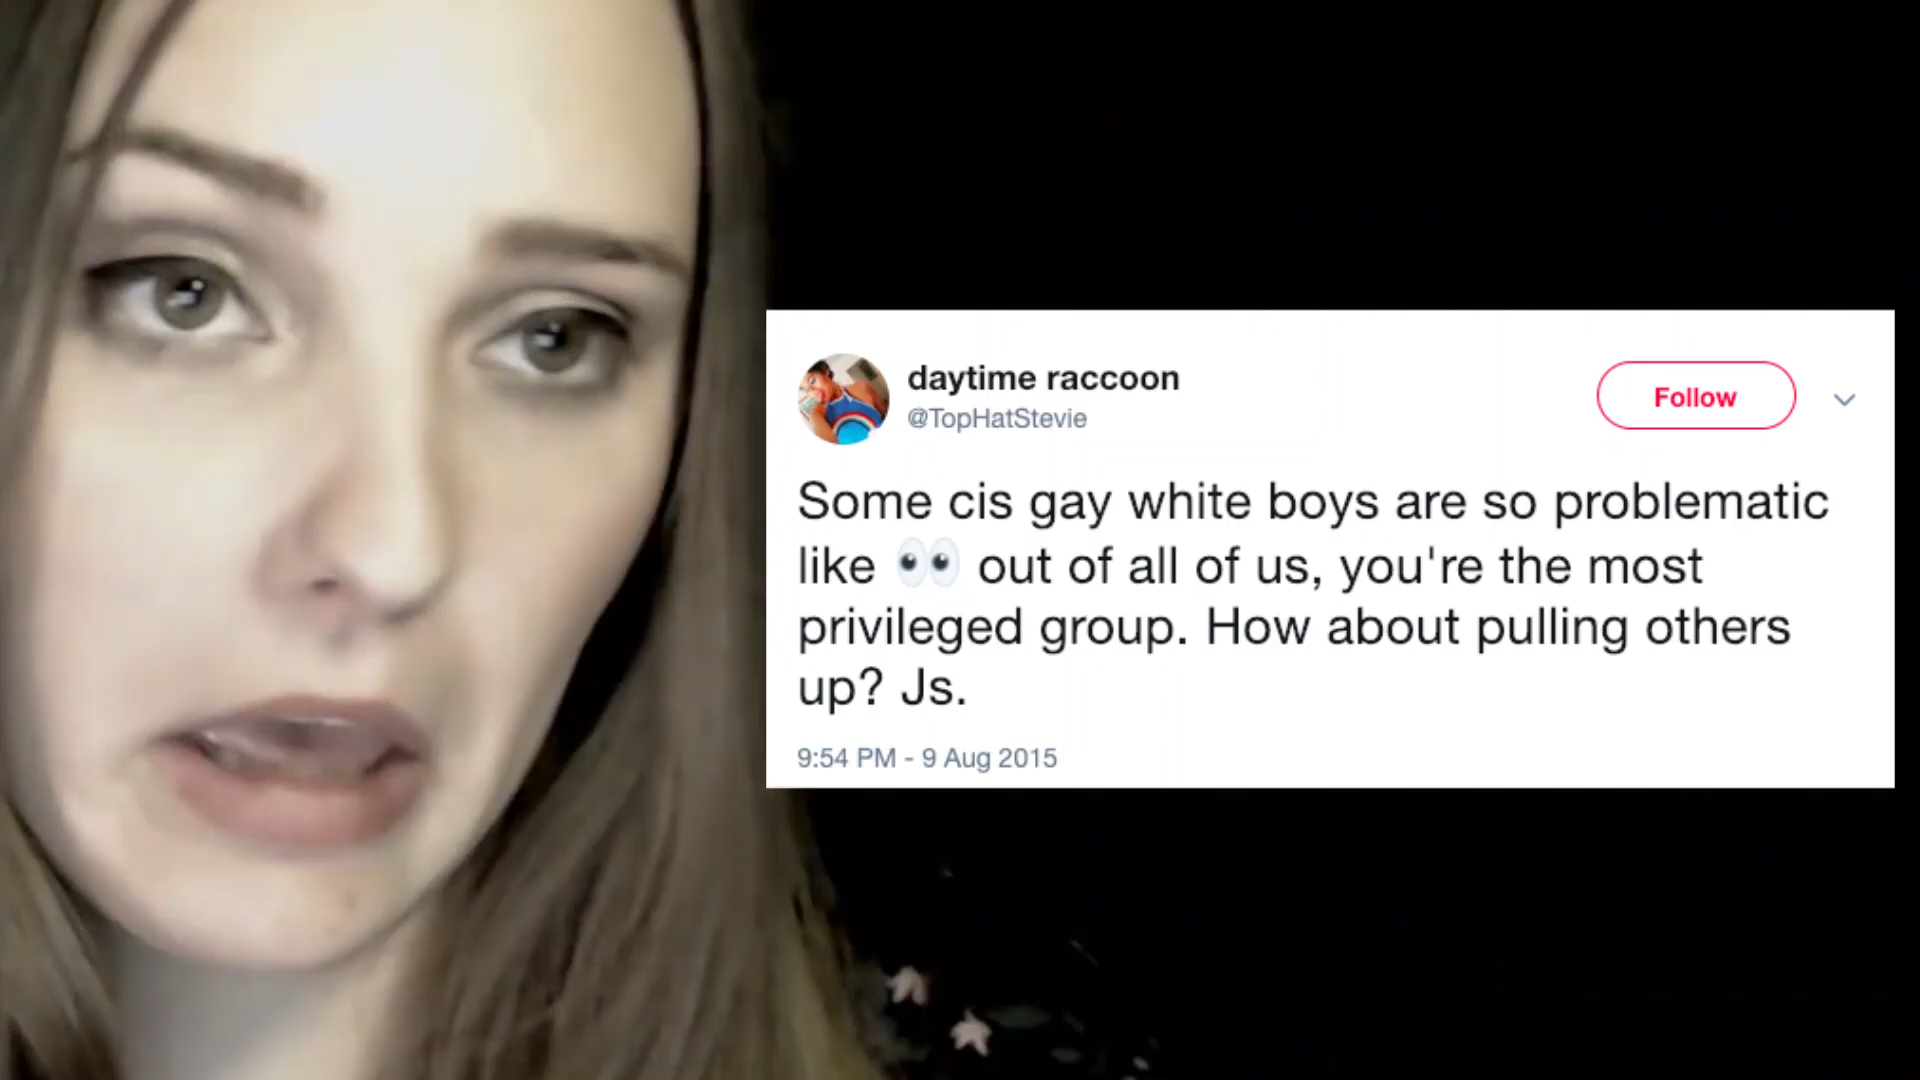 daytime raccoon
@TopHatStevie
Follow
Some cis gay white boys are so problematic
like 👀 out of all of us, you're the most
privileged group. How about pulling others
up? Js.
9:54 PM - 9 Aug 2015